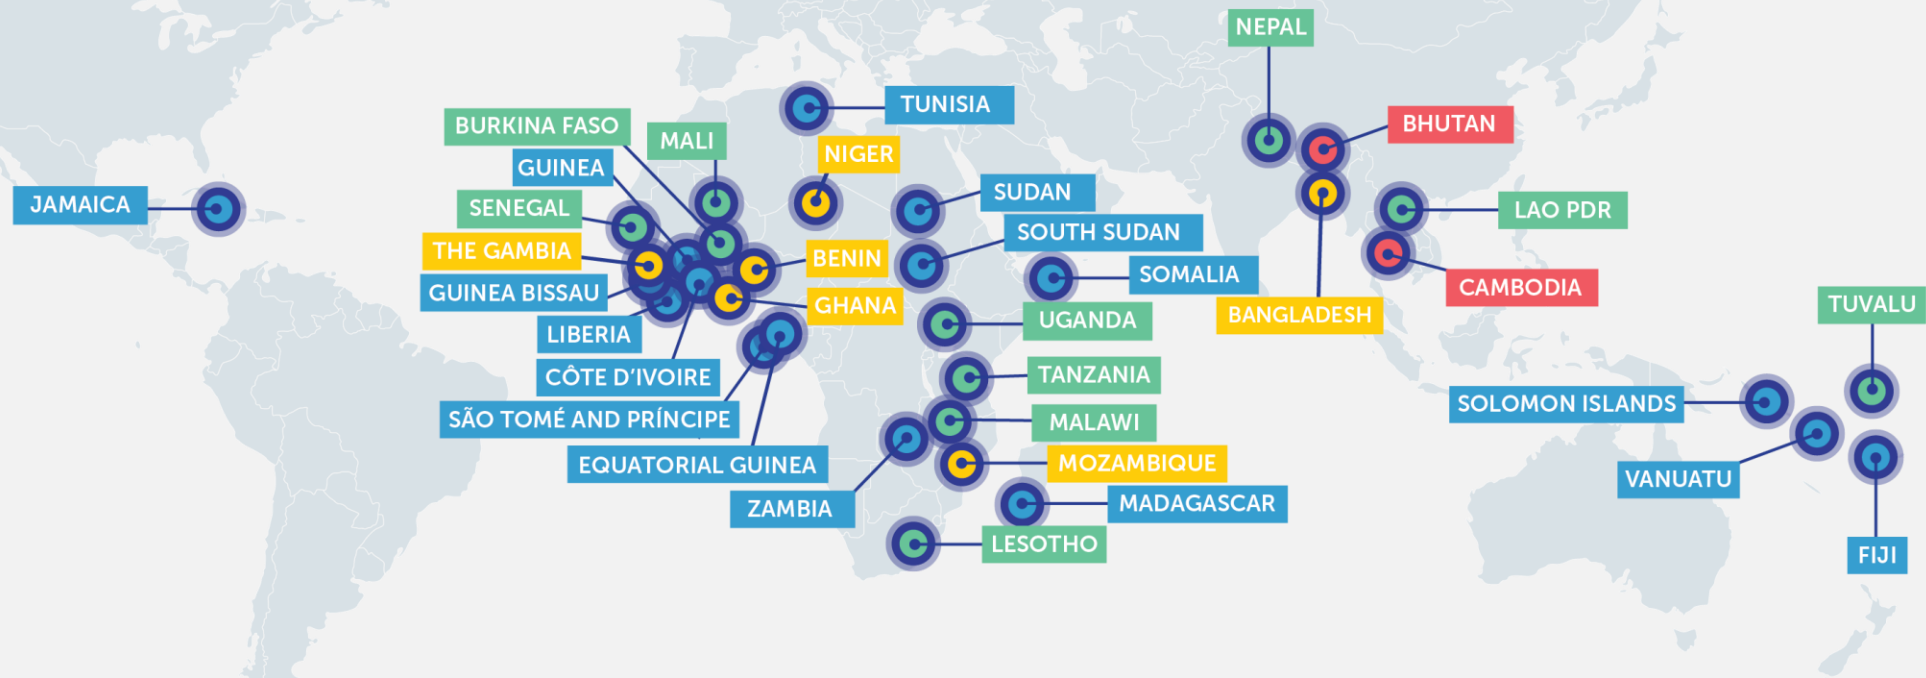 NEPAL
TUNISIA
BURKINA FASO
MALI
BHUTAN
NIGER
GUINEA
SUDAN
JAMAICA
SENEGAL
LAO PDR
SOUTH SUDAN
THE GAMBIA
BENIN
SOMALIA
GUINEA BISSAU
CAMBODIA
GHANA
TUVALU
BANGLEDESH
UGANDA
LIBERIA
TANZANIA
CÔTE D'IVOIRE
SOLOMON ISLANDS
SÃO TOMÉ AND PRÍNCIPE
MALAWI
EQUATORIAL GUINEA
MOZAMBIQUE
VANUATU
ZAMBIA
MADAGASCAR
LESOTHO
FIJI